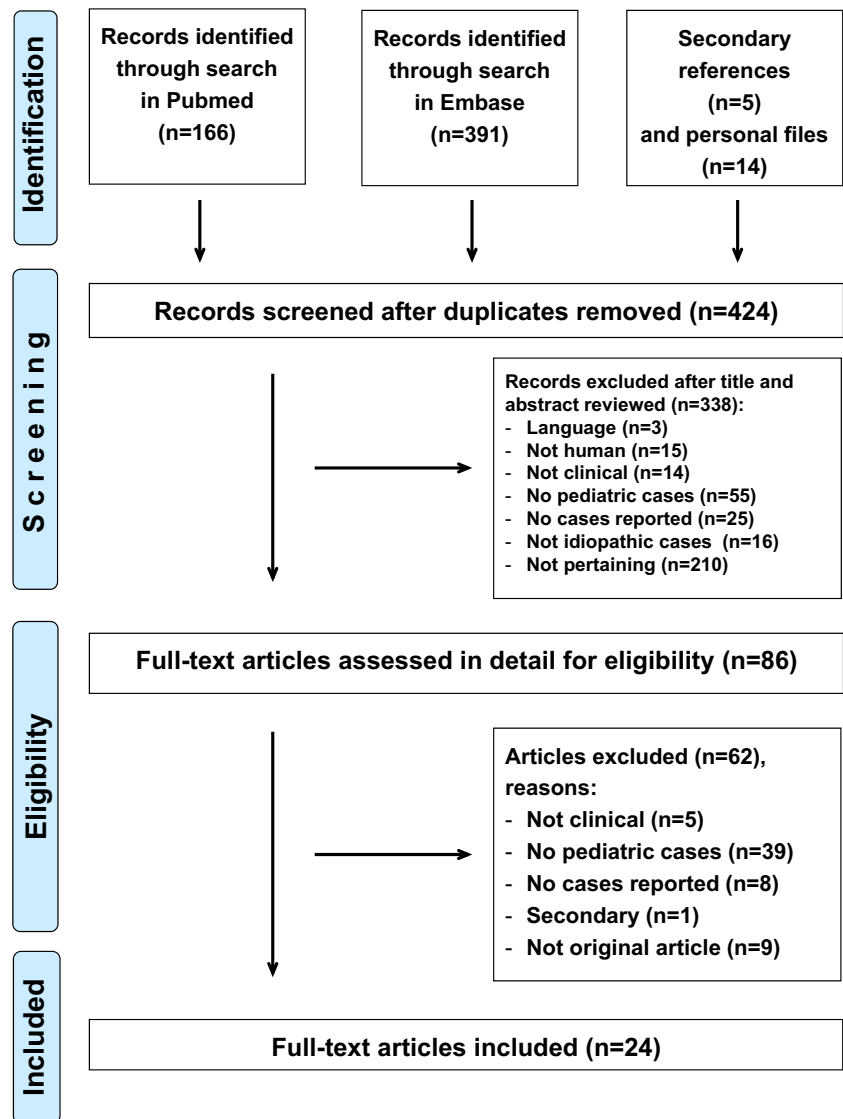 Identification
Records identified
through search
in Pubmed
(n=166)
Records identified
through search
in Embase
(n=391)
Secondary
references
(n=5)
and personal files
(n=14)
Screening
Records screened after duplicates removed (n=424)
Records excluded after title and
abstract reviewed (n=338):
- Language (n=3)
- Not human (n=15)
- Not clinical (n=14)
- No pediatric cases (n=55)
- No cases reported (n=25)
- Not idiopathic cases (n=16)
- Not pertaining (n=210)
Eligibility
Full-text articles assessed in detail for eligibility (n=86)
Articles excluded (n=62),
reasons:
- Not clinical (n=5)
- No pediatric cases (n=39)
- No cases reported (n=8)
- Secondary (n=1)
- Not original article (n=9)
Included
Full-text articles included (n=24)